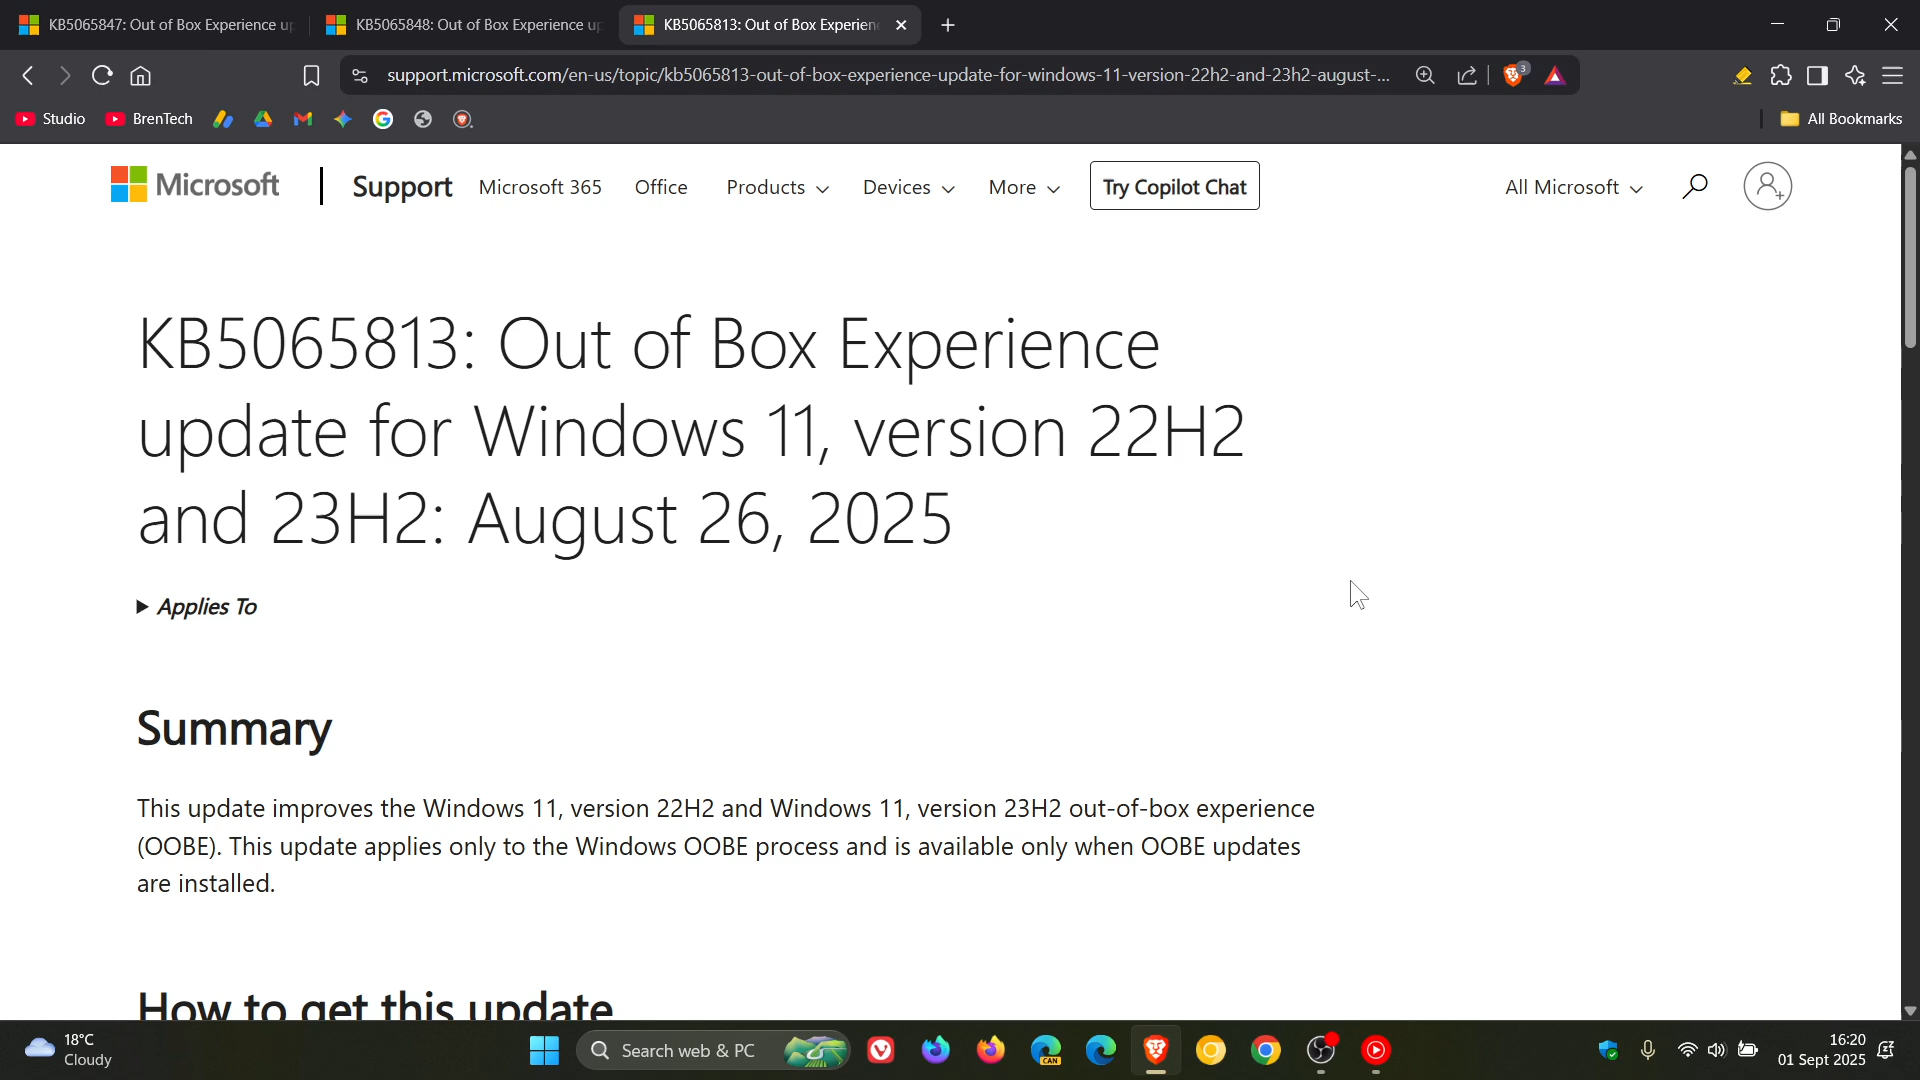 KB5065847: Out of Box Experience up
KB5065848: Out of Box Experience up
KB5065813: Out of Box Experien
support.microsoft.com/en-us/topic/kb5065813-out-of-box-experience-update-for-windows-11-version-22h2-and-23h2-august-...
3
Studio
BrenTech
All Bookmarks
Microsoft
Support
Microsoft 365
Office
Products
Devices
More
Try Copilot Chat
All Microsoft
KB5065813: Out of Box Experience
update for Windows 11, version 22H2
and 23H2: August 26, 2025
Applies To
Summary
This update improves the Windows 11, version 22H2 and Windows 11, version 23H2 out-of-box experience
(OOBE). This update applies only to the Windows OOBE process and is available only when OOBE updates
are installed.
How to get this update
18°C
Cloudy
Search web & PC
CAN
16:20
01 Sept 2025